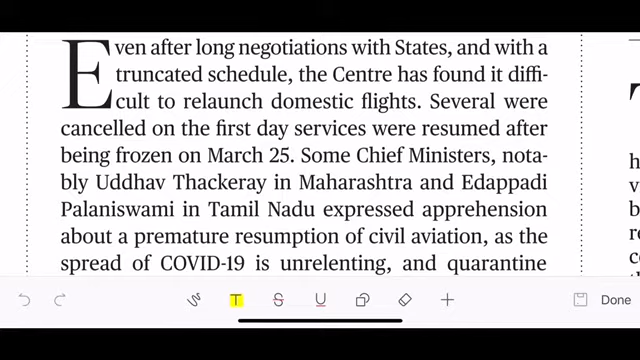 Even after long negotiations with States, and with a
truncated schedule, the Centre has found it diffi-
cult to relaunch domestic flights. Several were
cancelled on the first day services were resumed after
being frozen on March 25. Some Chief Ministers, nota-
bly Uddhav Thackeray in Maharashtra and Edappadi
Palaniswami in Tamil Nadu expressed apprehension
about a premature resumption of civil aviation, as the
spread of COVID-19 is unrelenting, and quarantine
T S U Done